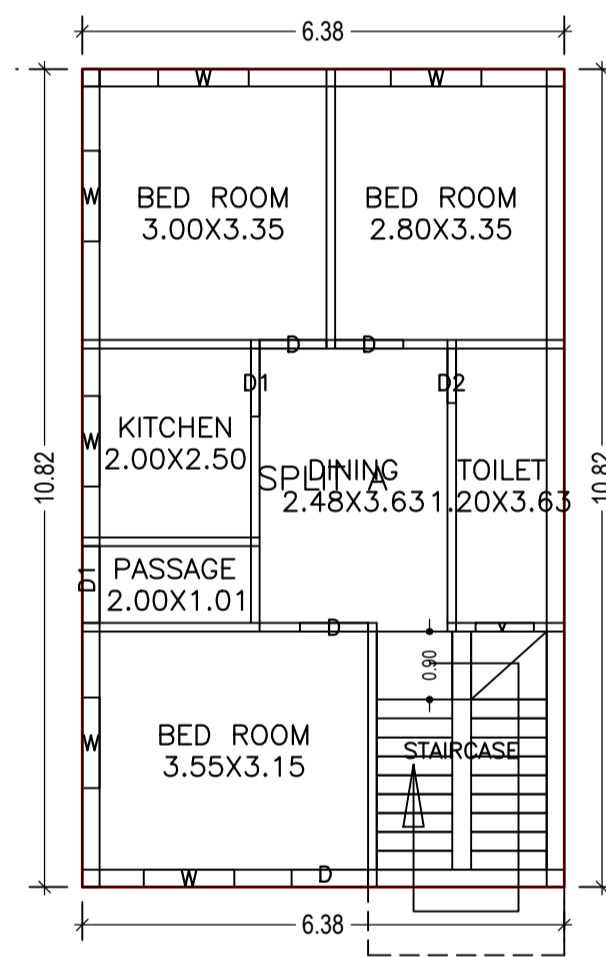 6.38
W
W
10.82
10.82
W
BED ROOM
3.00X3.35
BED ROOM
2.80X3.35
D
D
D1
D2
W
KITCHEN
2.00X2.50
SPLIT A
DINING
2.48X3.63
TOILET
1.20X3.63
D1
PASSAGE
2.00X1.01
D
V
0.90
W
BED ROOM
3.55X3.15
STAIRCASE
W
D
6.38